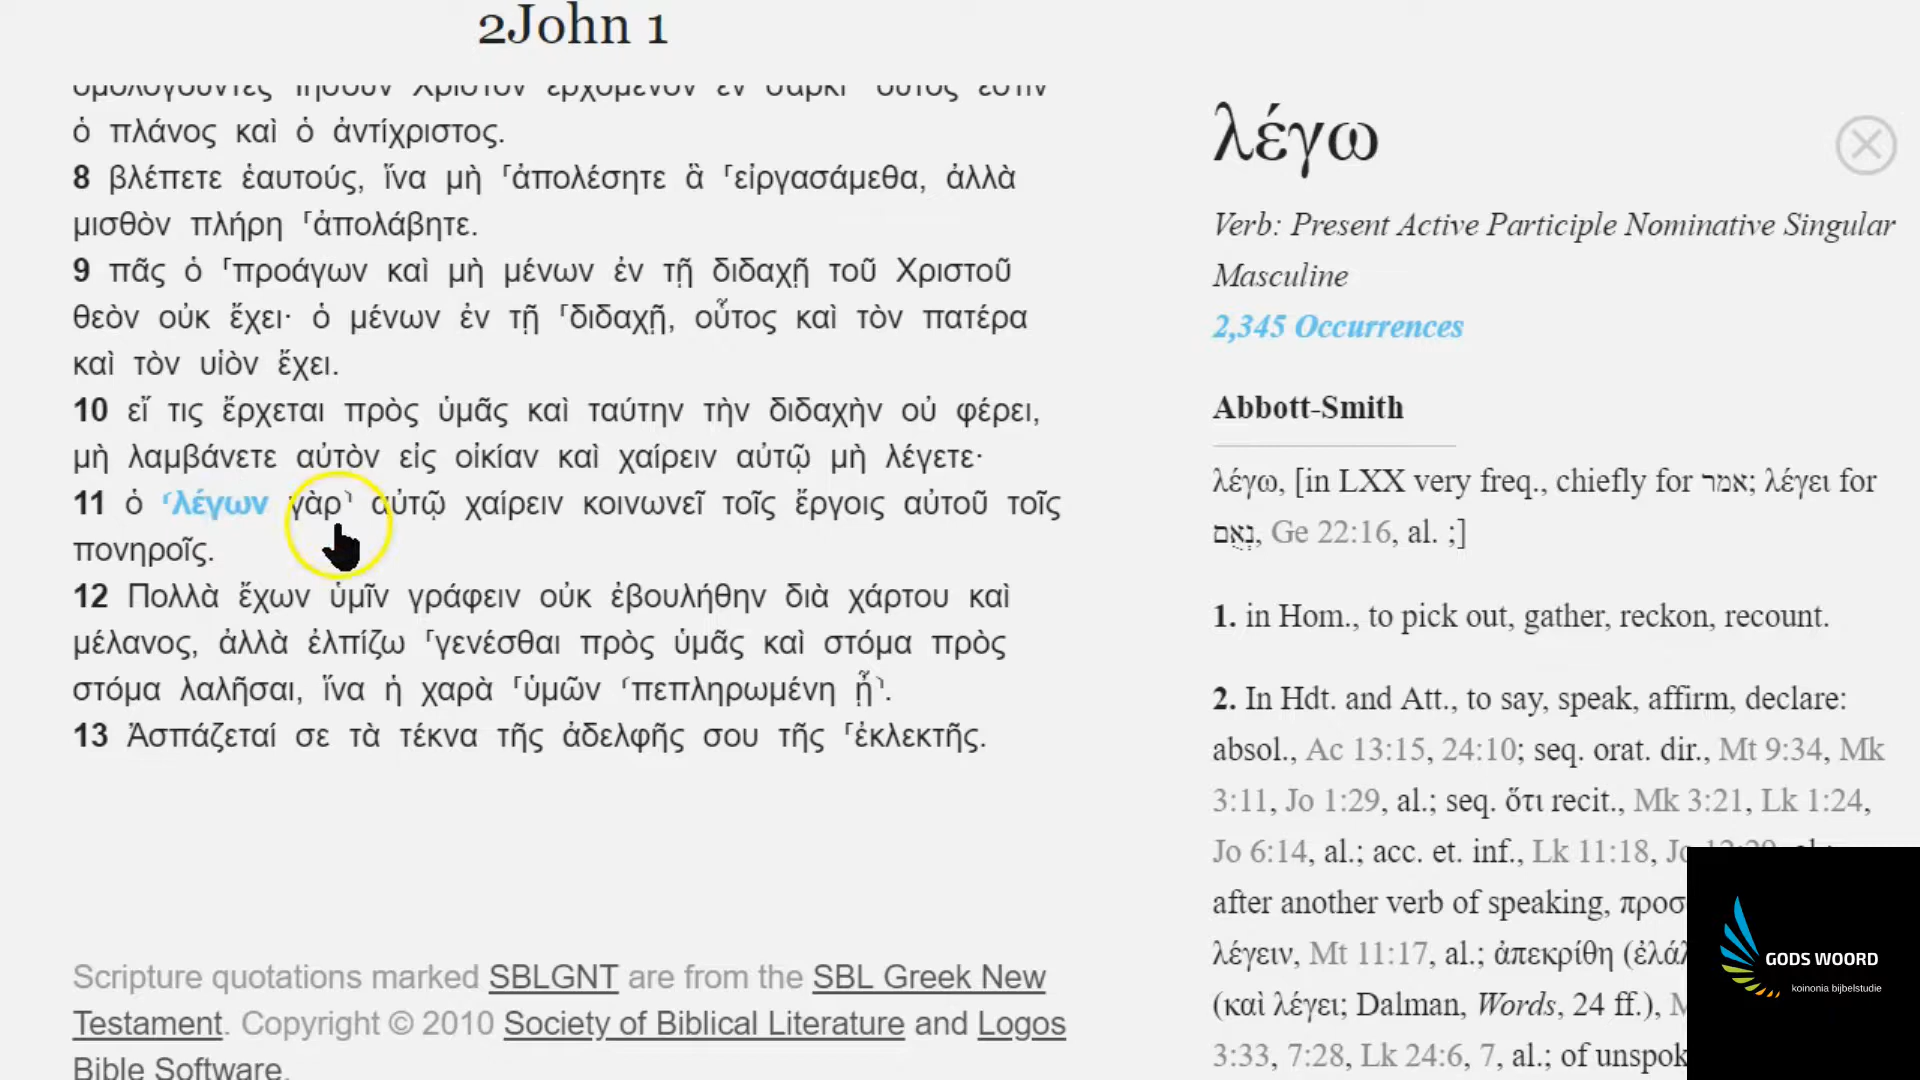 2John 1
ὁμολογοῦντες Ἰησοῦν Χριστὸν ἐρχόμενον ἐν σαρκί οὗτός ἐστιν
ὁ πλάνος καὶ ὁ ἀντίχριστος.
8 βλέπετε ἑαυτούς, ἵνα μὴ ⸀ἀπολέσητε ἃ ⸀εἰργασάμεθα, ἀλλὰ
μισθὸν πλήρη ⸀ἀπολάβητε.
9 πᾶς ὁ ⸀προάγων καὶ μὴ μένων ἐν τῇ διδαχῇ τοῦ Χριστοῦ
θεὸν οὐκ ἔχει· ὁ μένων ἐν τῇ ⸀διδαχῇ, οὗτος καὶ τὸν πατέρα
καὶ τὸν υἱὸν ἔχει.
10 εἴ τις ἔρχεται πρὸς ὑμᾶς καὶ ταύτην τὴν διδαχὴν οὐ φέρει,
μὴ λαμβάνετε αὐτὸν εἰς οἰκίαν καὶ χαίρειν αὐτῷ μὴ λέγετε·
11 ὁ ⸂λέγων γὰρ⸃ αὐτῷ χαίρειν κοινωνεῖ τοῖς ἔργοις αὐτοῦ τοῖς
πονηροῖς.
12 Πολλὰ ἔχων ὑμῖν γράφειν οὐκ ἐβουλήθην διὰ χάρτου καὶ
μέλανος, ἀλλὰ ἐλπίζω ⸀γενέσθαι πρὸς ὑμᾶς καὶ στόμα πρὸς
στόμα λαλῆσαι, ἵνα ἡ χαρὰ ⸀ὑμῶν ⸂πεπληρωμένη ᾖ⸃.
13 Ἀσπάζεταί σε τὰ τέκνα τῆς ἀδελφῆς σου τῆς ⸀ἐκλεκτῆς.
Scripture quotations marked SBLGNT are from the SBL Greek New
Testament. Copyright © 2010 Society of Biblical Literature and Logos
Bible Software.
λέγω
Verb: Present Active Participle Nominative Singular
Masculine
2,345 Occurrences
Abbott-Smith
λέγω, [in LXX very freq., chiefly for אמר; λέγει for
נְאֻם, Ge 22:16, al. ;]
1. in Hom., to pick out, gather, reckon, recount.
2. In Hdt. and Att., to say, speak, affirm, declare:
absol., Ac 13:15, 24:10; seq. orat. dir., Mt 9:34, Mk
3:11, Jo 1:29, al.; seq. ὅτι recit., Mk 3:21, Lk 1:24,
Jo 6:14, al.; acc. et. inf., Lk 11:18,
after another verb of speaking,
λέγειν, Mt 11:17, al.; ἀπεκρίθη
(καὶ λέγει; Dalman, Words, 24 ff.),
3:33, 7:28, Lk 24:6, 7, al.; of
GODS WOORD
koinonia bijbelstudie